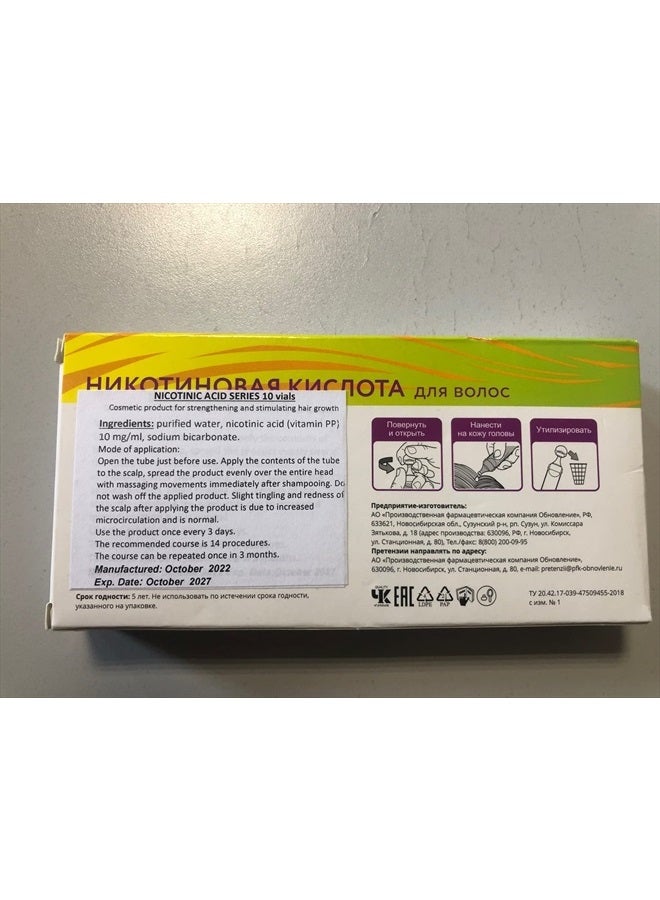 НИКОТИНОВАЯ КИСЛОТА для волос
NICOTINIC ACID SERIES 10 vials
Cosmetic product for strengthening and stimulating hair growth
Ingredients: purified water, nicotinic acid (vitamin PP)
10 mg/ml, sodium bicarbonate.
Mode of application:
Open the tube just before use. Apply the contents of the tube
to the scalp, spread the product evenly over the entire head
with massaging movements immediately after shampooing. Do
not wash off the applied product. Slight tingling and redness of
the scalp after applying the product is due to increased
microcirculation and is normal.
Use the product once every 3 days.
The recommended course is 14 procedures.
The course can be repeated once in 3 months.
Manufactured: October 2022
Exp. Date: October 2027
Срок годности: 5 лет. Не использовать по истечении срока годности,
указанного на упаковке.
Повернуть
и открыть
Нанести
на кожу головы
Утилизировать
Предприятие-изготовитель:
АО «Производственная фармацевтическая компания Обновление», РФ,
633621, Новосибирская обл., Сузунский р-н, рп. Сузун, ул. Комиссара
Зятькова, д. 18 (адрес производства: 630096, РФ, г. Новосибирск,
ул. Станционная, д. 80), Тел./факс: 8(800) 200-09-95
Претензии направлять по адресу:
АО «Производственная фармацевтическая компания Обновление»,
630096, г. Новосибирск, ул. Станционная, д. 80, e-mail: pretenzii@pfk-obnovlenie.ru
EAC
LDPE
PAP
ТУ 20.42.17-039-47509455-2018
с изм. № 1